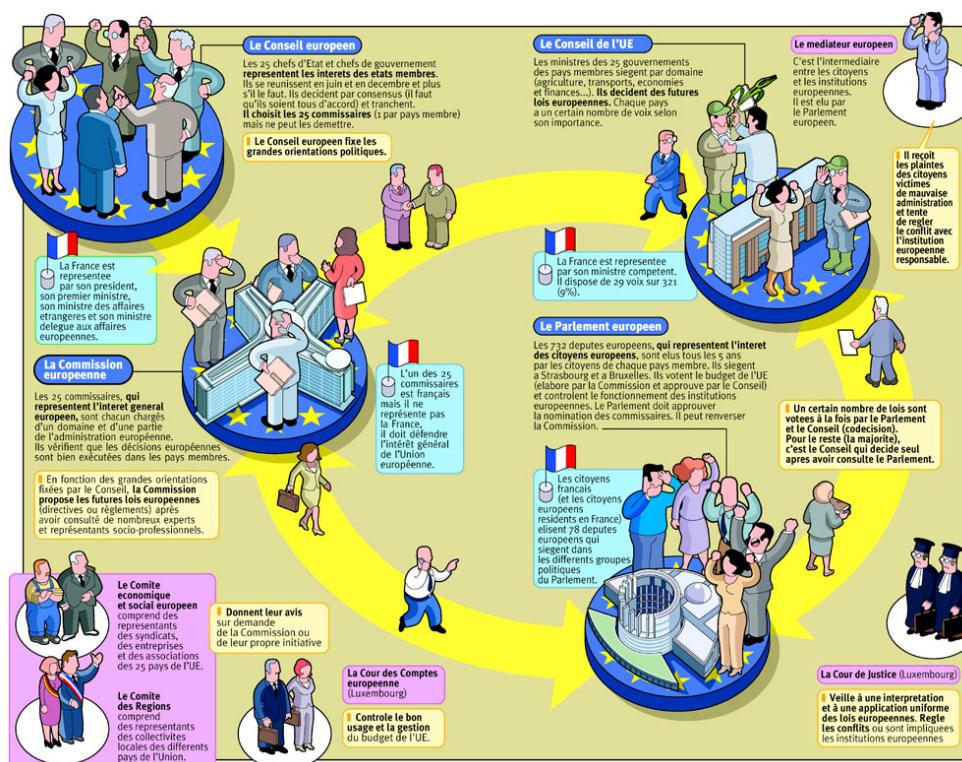 Le Conseil europeen
Les 25 chefs d'Etat et chefs de gouvernement
representent les interets des etats membres.
Ils se reunissent en juin et en decembre et plus
s'il le faut. Ils decident par consensus (il faut
qu'ils soient tous d'accord) et tranchent.
Il choisit les 25 commissaires (1 par pays membre)
mais ne peut les demettre.
Le Conseil europeen fixe les
grandes orientations politiques.
La France est
representee
par son president,
son premier ministre,
son ministre des affaires
etrangeres et son ministre
delegue aux affaires
europeennes.
Le Conseil de l'UE
Les ministres des 25 gouvernements
des pays membres siegent par domaine
(agriculture, transports, economies
et finances...). Ils decident des futures
lois europeennes. Chaque pays
a un certain nombre de voix selon
son importance.
La France est representee
par son ministre competent.
Il dispose de 29 voix sur 321
(9%).
Le mediateur europeen
C'est l'intermediaire
entre les citoyens
et les institutions
europeennes.
Il est elu par
le Parlement
europeen.
Il reçoit
les plaintes
des citoyens
victimes
de mauvaise
administration
et tente
de regler
le conflit avec
l'institution
europeenne
responsable.
La Commission
europeenne
Les 25 commissaires, qui
representent l'interet general
europeen, sont chacun chargés
d'un domaine et d'une partie
de l'administration européenne.
Ils vérifient que les décisions européennes
sont bien exécutées dans les pays membres.
En fonction des grandes orientations
fixées par le Conseil, la Commission
propose les futures lois europeennes
(directives ou règlements) après
avoir consulté de nombreux experts
et représentants socio-professionnels.
L'un des 25
commissaires
est français
mais il ne
représente pas
la France,
il doit défendre
l'intérêt général
de l'Union
européenne.
Le Parlement europeen
Les 732 deputes europeens, qui representent l'interet
des citoyens europeens, sont elus tous les 5 ans
par les citoyens de chaque pays membre. Ils siegent
a Strasbourg et a Bruxelles. Ils votent le budget de l'UE
(elabore par la Commission et approuve par le Conseil)
et controlent le fonctionnement des institutions
europeennes. Le Parlement doit approuver
la nomination des commissaires. Il peut renverser
la Commission.
Les citoyens
francais
(et les citoyens
europeens
residents en France)
elisent 78 deputes
europeens qui
siegent dans
les differents groupes
politiques
du Parlement.
Un certain nombre de lois sont
votees à la fois par le Parlement
et le Conseil (codecision).
Pour le reste (la majorite),
c'est le Conseil qui decide seul
apres avoir consulte le Parlement.
Le Comite
economique
et social europeen
comprend des
representants
des syndicats,
des entreprises
et des associations
des 25 pays de l'UE.
Le Comite
des Regions
comprend
des representants
des collectivites
locales des differents
pays de l'Union.
Donnent leur avis
sur demande
de la Commission ou
de leur propre initiative
La Cour des Comptes
europeenne
(Luxembourg)
Controle le bon
usage et la gestion
du budget de l'UE.
La Cour de Justice (Luxembourg)
Veille à une interpretation
et à une application uniforme
des lois europeennes. Regle
les conflits ou sont impliquees
les institutions europeennes